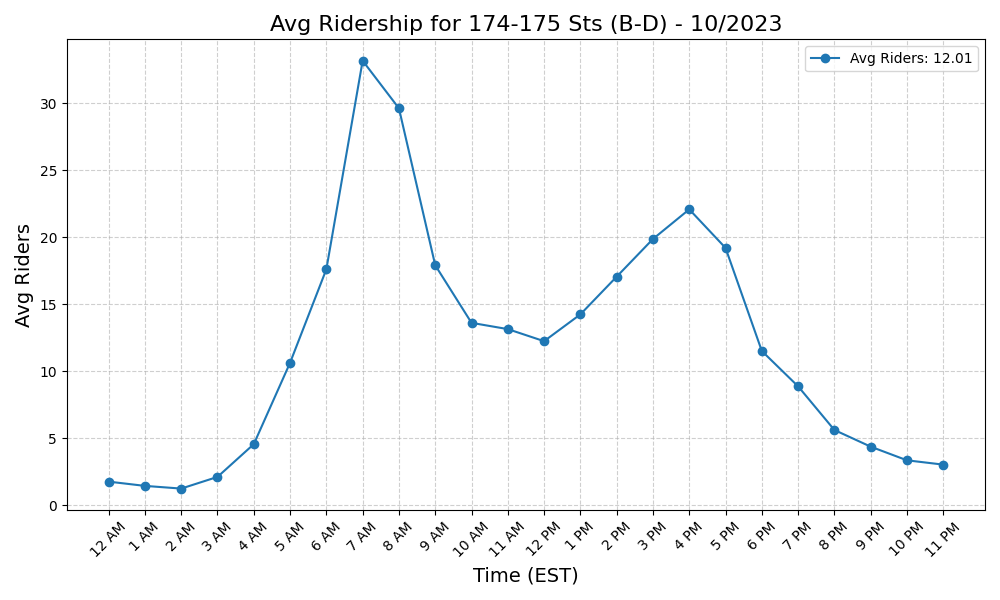 Avg Ridership for 174-175 Sts (B-D) - 10/2023
Avg Riders: 12.01
Avg Riders
30
25
20
15
10
5
0
12 AM
1 AM
2 AM
3 AM
4 AM
5 AM
6 AM
7 AM
8 AM
9 AM
10 AM
11 AM
12 PM
1 PM
2 PM
3 PM
4 PM
5 PM
6 PM
7 PM
8 PM
9 PM
10 PM
11 PM
Time (EST)